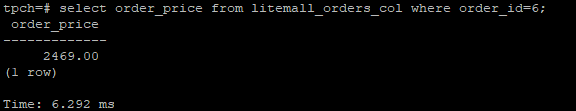 tpch=# select order_price from litemall_orders_col where order_id=6;
 order_price
-------------
     2469.00
(1 row)

Time: 6.292 ms